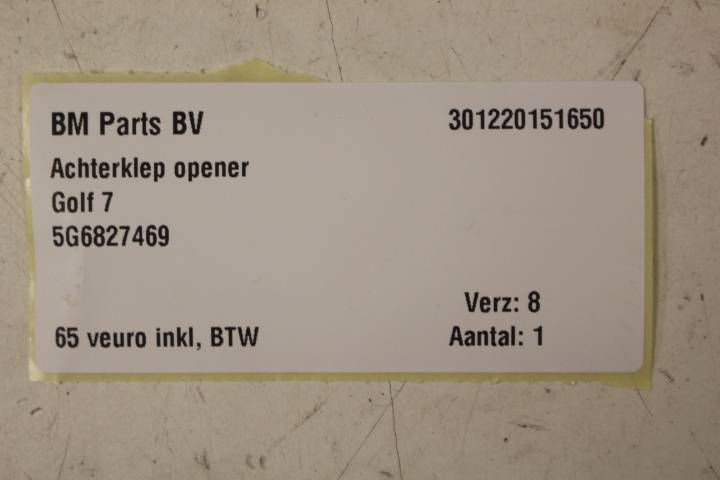 BM Parts BV 301220151650
Achterklep opener
Golf 7
5G6827469
Verz: 8
65 veuro inkl, BTW Aantal: 1